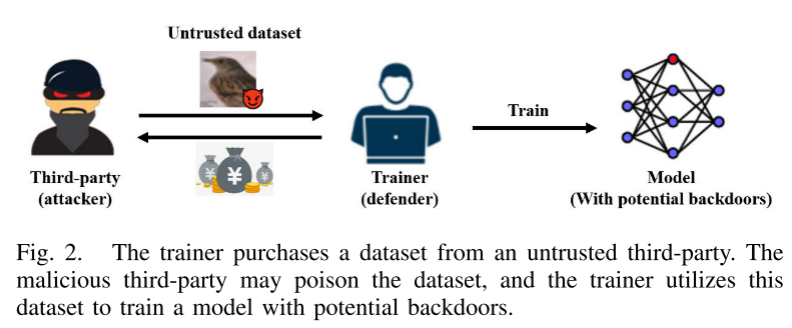 Untrusted dataset
¥ ¥ ¥
Train
Third-party
(attacker)
Trainer
(defender)
Model
(With potential backdoors)
Fig. 2. The trainer purchases a dataset from an untrusted third-party. The
malicious third-party may poison the dataset, and the trainer utilizes this
dataset to train a model with potential backdoors.